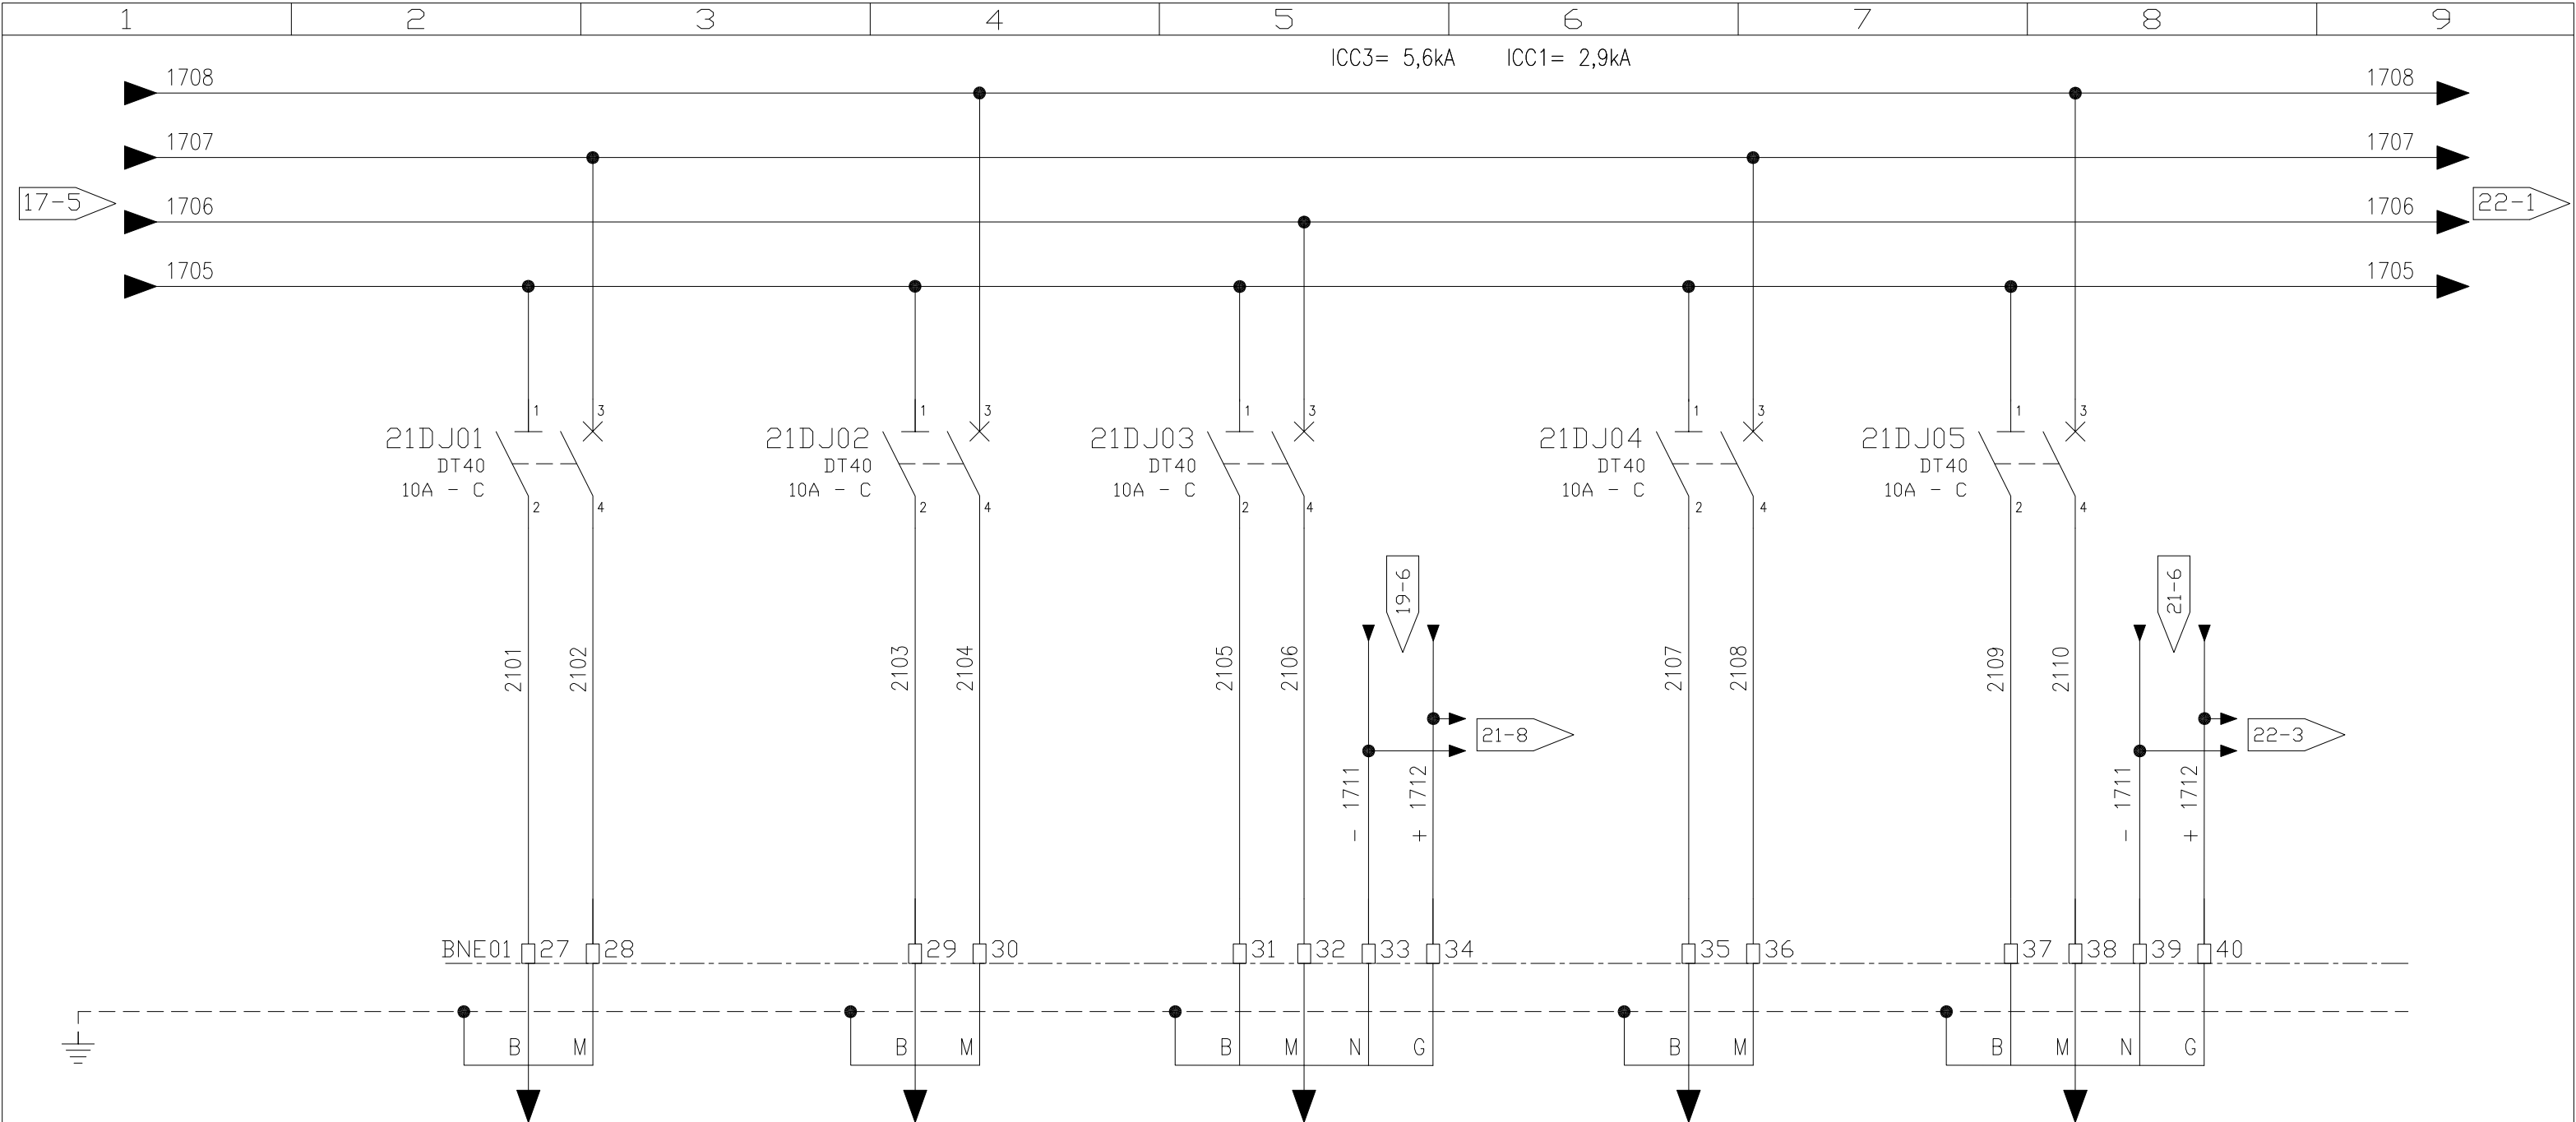 1 2 3 4 5 6 7 8 9
ICC3= 5,6kA ICC1= 2,9kA
1708 1708
1707 1707
17-5 1706 1706 22-1
1705 1705
1 3 1 3 1 3 1 3 1 3
21DJ01 21DJ02 21DJ03 21DJ04 21DJ05
DT40 DT40 DT40 DT40 DT40
10A - C 10A - C 10A - C 10A - C 10A - C
2 4 2 4 2 4 2 4 2 4
19-6 21-6
2101 2102 2103 2104 2105 2106 2107 2108 2109 2110
21-8 22-3
- 1711 + 1712 - 1711 + 1712
BNE01 27 28 29 30 31 32 33 34 35 36 37 38 39 40
B M B M B M N G B M B M N G